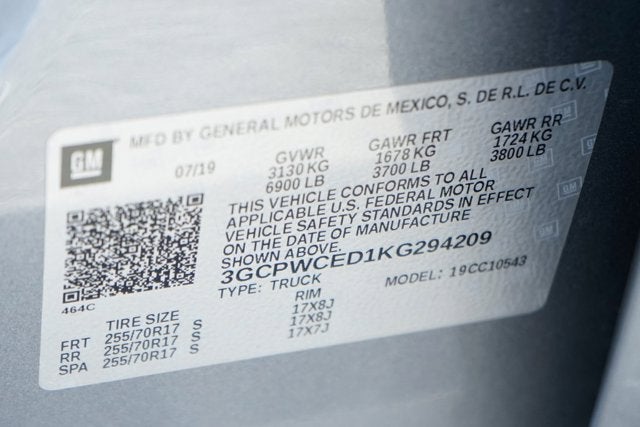 GM MFD BY GENERAL MOTORS DE MEXICO, S. DE R.L. DE C.V.
07/19 GVWR GAWR FRT GAWR RR
3130 KG 1678 KG 1724 KG
6900 LB 3700 LB 3800 LB
THIS VEHICLE CONFORMS TO ALL
APPLICABLE U.S. FEDERAL MOTOR
VEHICLE SAFETY STANDARDS IN EFFECT
ON THE DATE OF MANUFACTURE
SHOWN ABOVE.
3GCPWCED1KG294209
TYPE: TRUCK MODEL: 19CC10543
464C
TIRE SIZE RIM
FRT 255/70R17 S 17X8J
RR 255/70R17 S 17X8J
SPA 255/70R17 S 17X7J